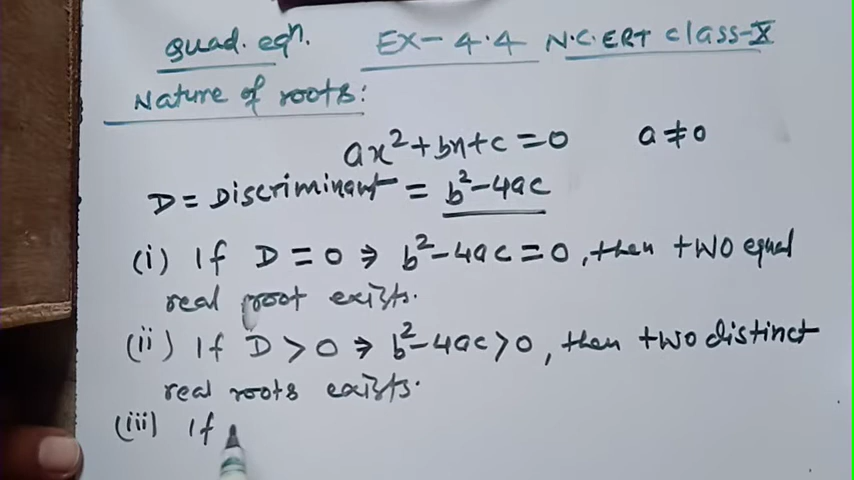 Quad. eqn. Ex-4.4 N.C.ERT class-X
Nature of roots:
ax²+bx+c=0 a≠0
D = Discriminant = b²-4ac
(i) If D = 0 ⇒ b²-4ac=0, then two equal
real root exists.
(ii) If D > 0 ⇒ b²-4ac>0, then two distinct
real roots exists.
(iii) If